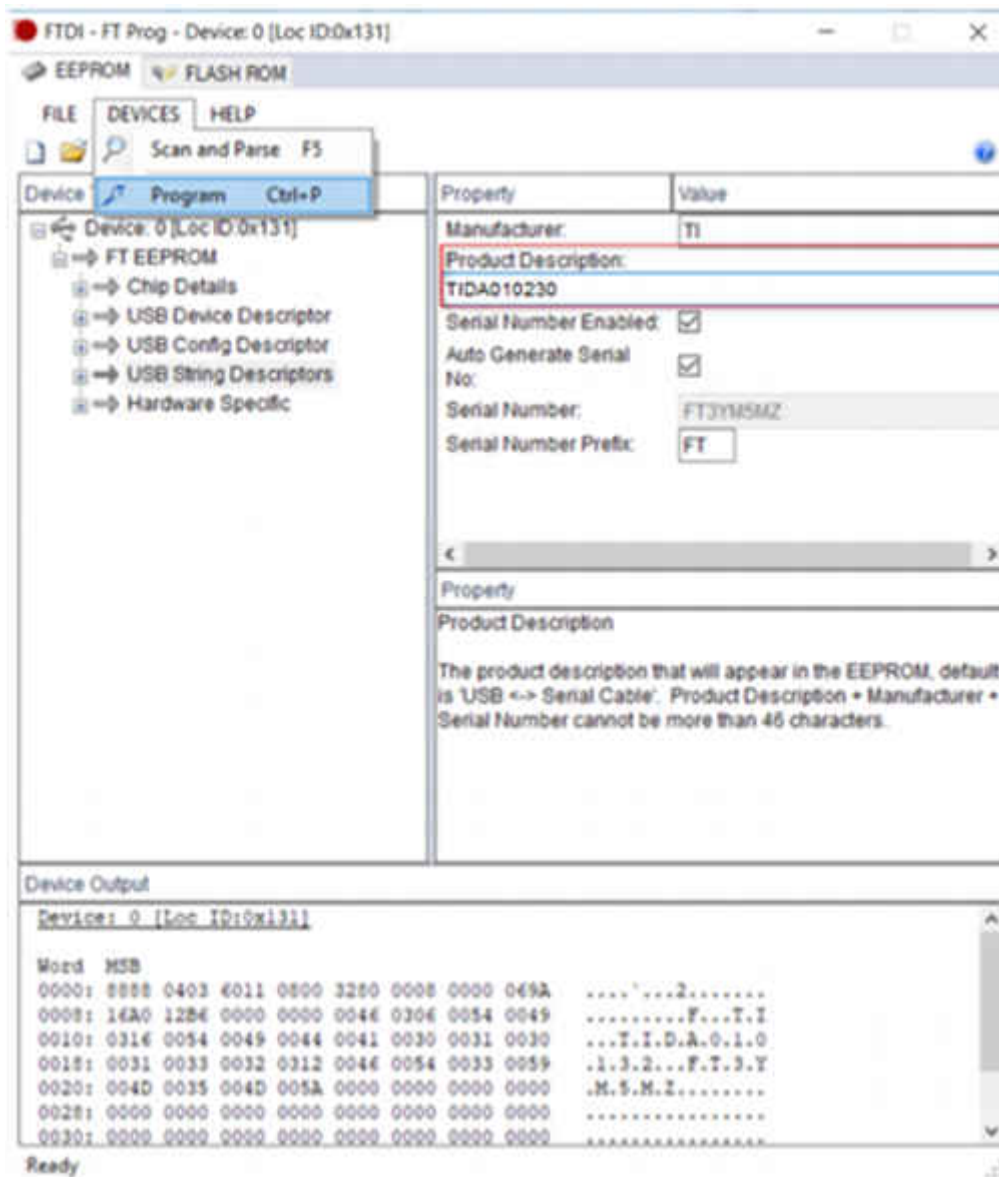 FTDI - FT Prog - Device: 0 [Loc ID:0x131]
EEPROM FLASH ROM
FILE DEVICES HELP
Scan and Parse F5
Program Ctrl+P
Device
Property Value
Device: 0 [Loc ID:0x131]
FT EEPROM
Chip Details
USB Device Descriptor
USB Config Descriptor
USB String Descriptors
Hardware Specific
Manufacturer: TI
Product Description:
TIDA010230
Serial Number Enabled:
Auto Generate Serial
No:
Serial Number: FT3YM5MZ
Serial Number Prefix: FT
Property
Product Description
The product description that will appear in the EEPROM, default
is 'USB <-> Serial Cable'. Product Description + Manufacturer +
Serial Number cannot be more than 46 characters.
Device Output
Device: 0 [Loc ID:0x131]
Word MSB
0000: 8888 0403 6011 0800 3280 0008 0000 069A ....`...2.......
0008: 16A0 12B6 0000 0000 0046 0306 0054 0049 .........F...T.I
0010: 0316 0054 0049 0044 0041 0030 0031 0030 ...T.I.D.A.0.1.0
0018: 0031 0033 0032 0312 0046 0054 0033 0059 .1.3.2...F.T.3.Y
0020: 004D 0035 004D 005A 0000 0000 0000 0000 .M.5.M.Z........
0028: 0000 0000 0000 0000 0000 0000 0000 0000 ................
0030: 0000 0000 0000 0000 0000 0000 0000 0000 ................
Ready